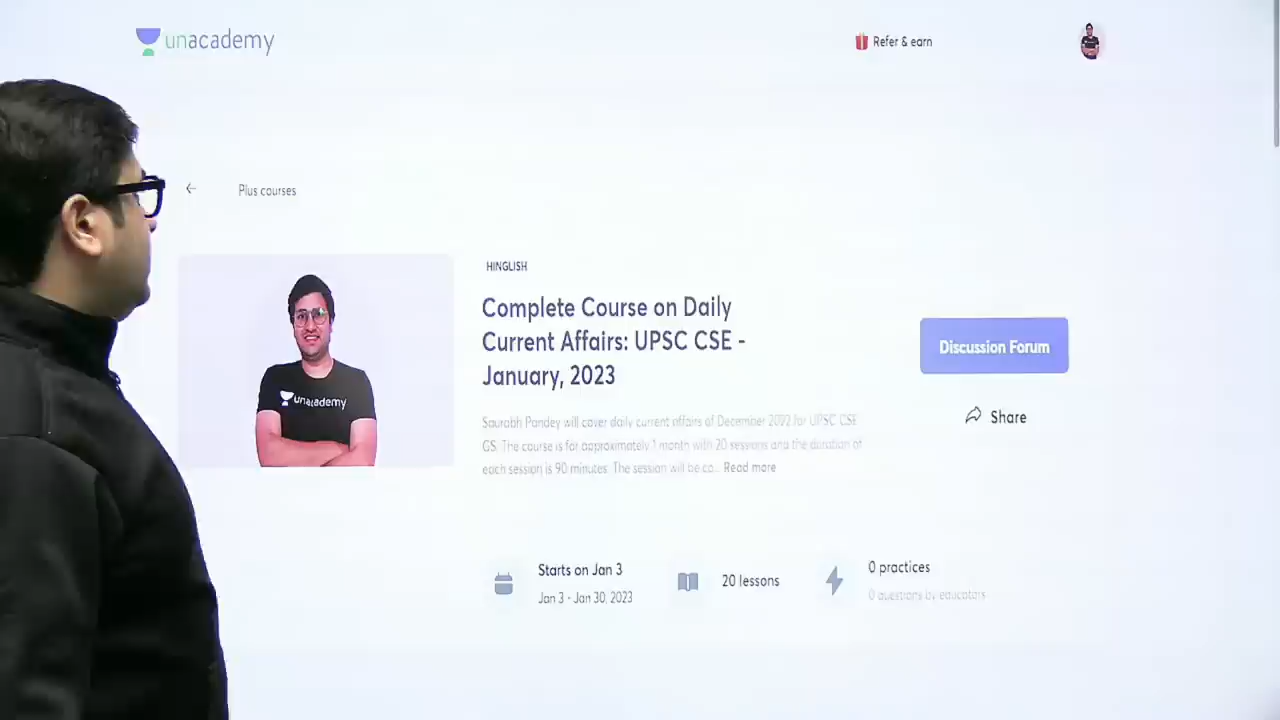 unacademy
Refer & earn
Plus courses
HINGLISH
Complete Course on Daily
Current Affairs: UPSC CSE -
January, 2023
Discussion Forum
Share
unacademy
Saurabh Pandey will cover daily current affairs of December 2022 for UPSC CSE
GS. The course is for approximately 1 month with 20 sessions and the duration of
each session is 90 minutes. The session will be co... Read more
Starts on Jan 3
Jan 3 - Jan 30, 2023
20 lessons
0 practices
0 questions by educators